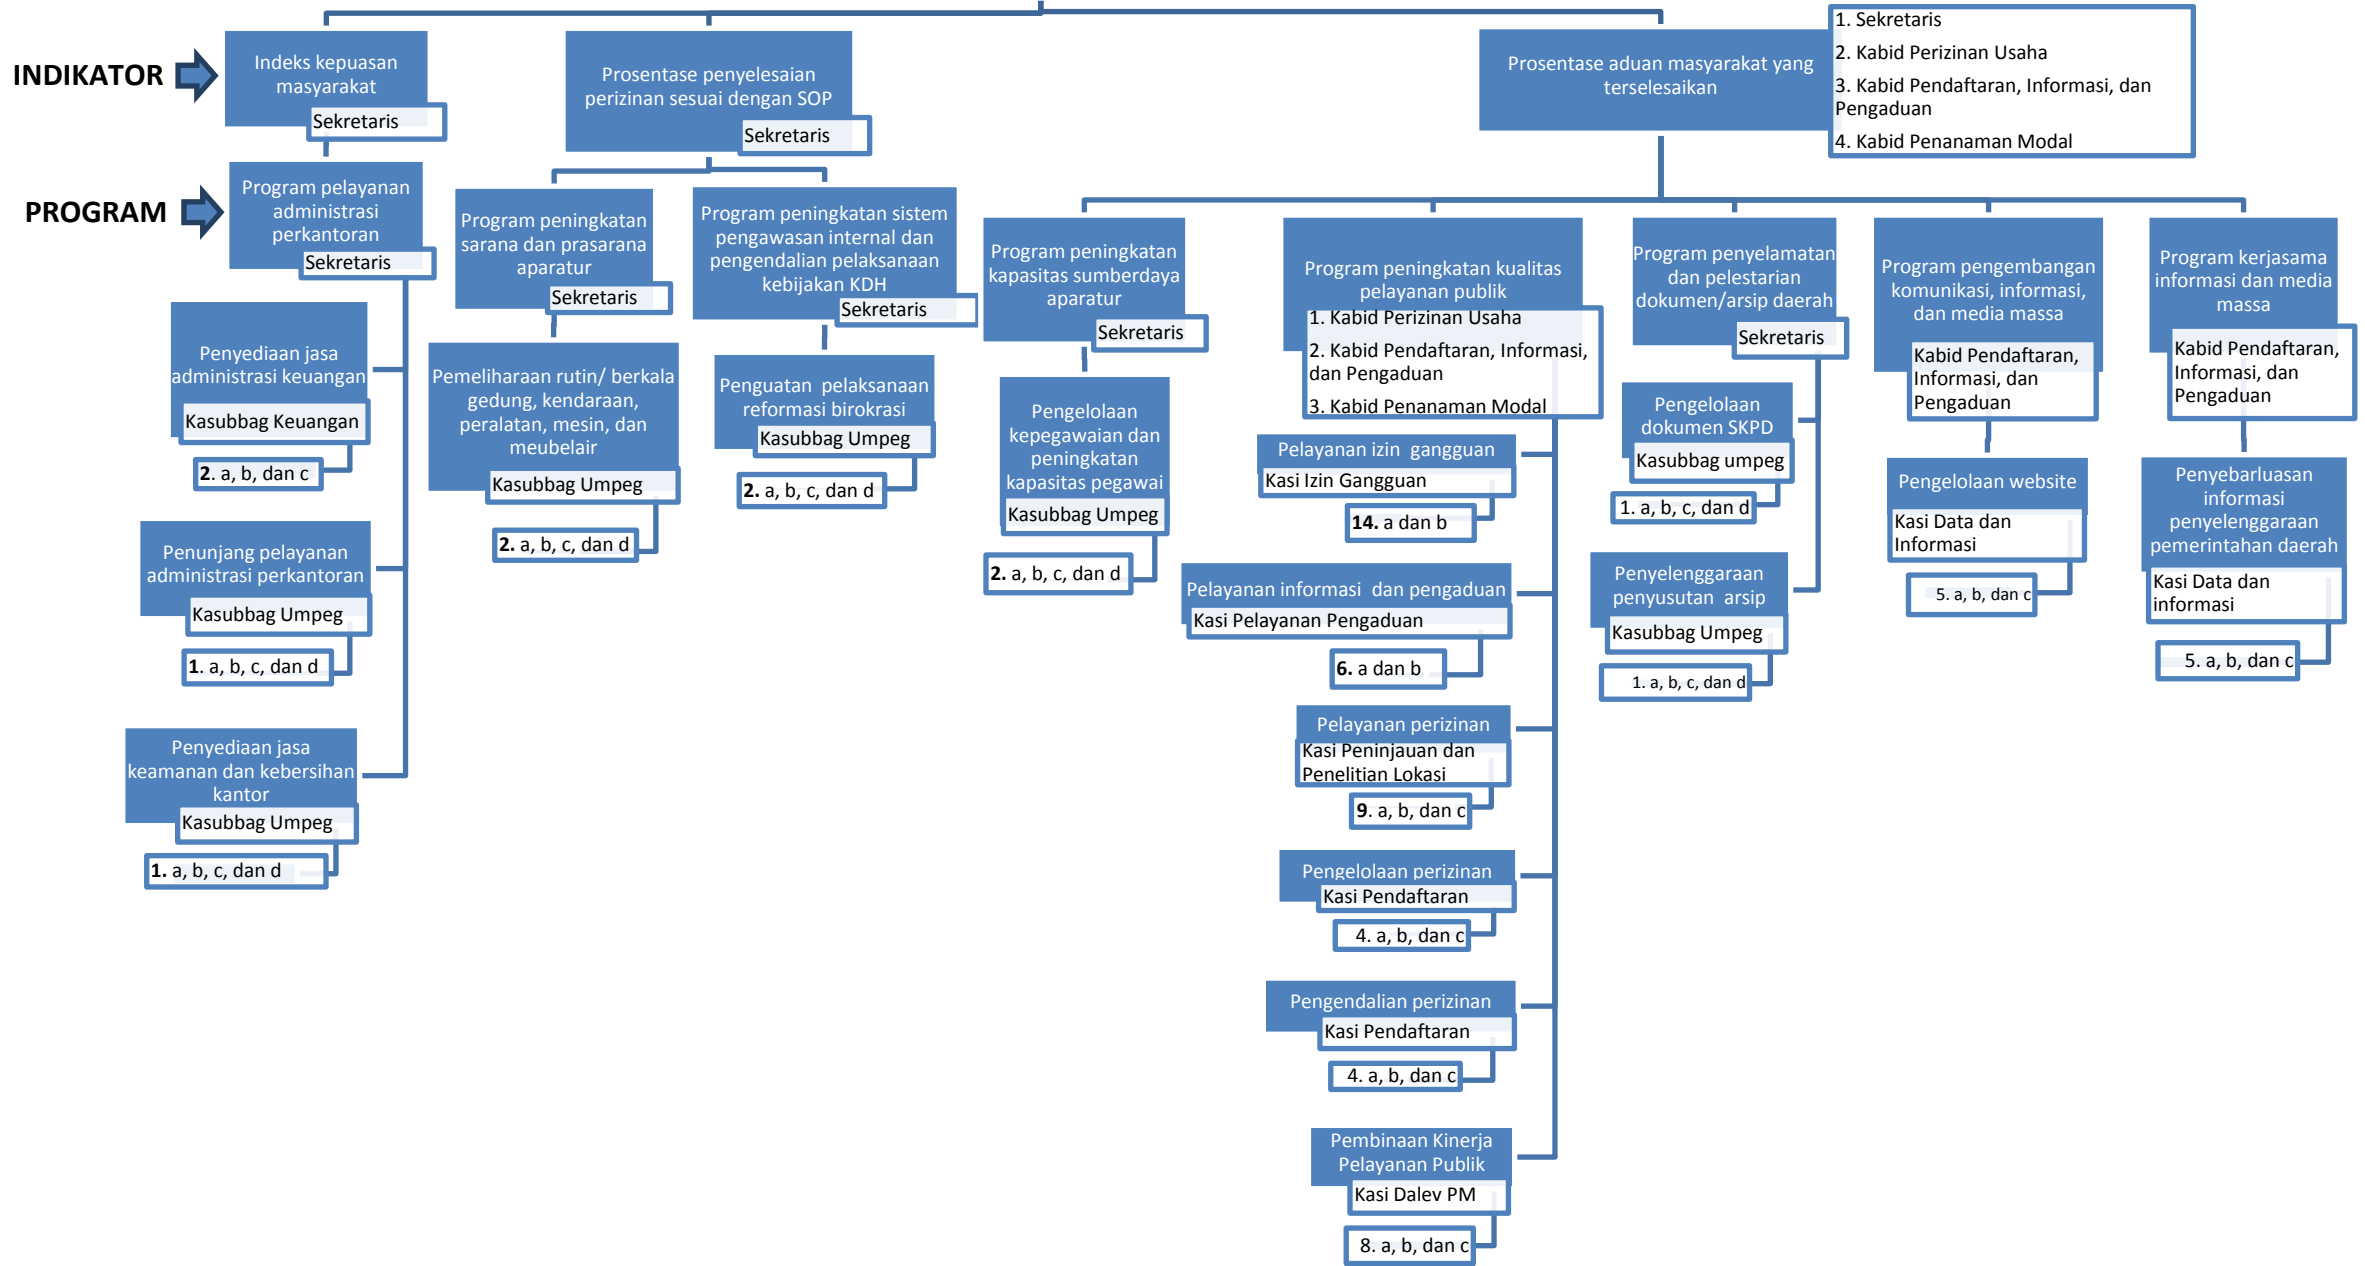 INDIKATOR
Indeks kepuasan
masyarakat
Sekretaris
Prosentase penyelesaian
perizinan sesuai dengan SOP
Sekretaris
Prosentase aduan masyarakat yang
terselesaikan
1. Sekretaris
2. Kabid Perizinan Usaha
3. Kabid Pendaftaran, Informasi, dan
Pengaduan
4. Kabid Penanaman Modal
PROGRAM
Program pelayanan
administrasi
perkantoran
Sekretaris
Penyediaan jasa
administrasi keuangan
Kasubbag Keuangan
2. a, b, dan c
Penunjang pelayanan
administrasi perkantoran
Kasubbag Umpeg
1. a, b, c, dan d
Penyediaan jasa
keamanan dan kebersihan
kantor
Kasubbag Umpeg
1. a, b, c, dan d
Program peningkatan
sarana dan prasarana
aparatur
Sekretaris
Pemeliharaan rutin/ berkala
gedung, kendaraan,
peralatan, mesin, dan
meubelair
Kasubbag Umpeg
2. a, b, c, dan d
Program peningkatan sistem
pengawasan internal dan
pengendalian pelaksanaan
kebijakan KDH
Sekretaris
Penguatan  pelaksanaan
reformasi birokrasi
Kasubbag Umpeg
2. a, b, c, dan d
Program peningkatan
kapasitas sumberdaya
aparatur
Sekretaris
Pengelolaan
kepegawaian dan
peningkatan
kapasitas pegawai
Kasubbag Umpeg
2. a, b, c, dan d
Program peningkatan kualitas
pelayanan publik
1. Kabid Perizinan Usaha
2. Kabid Pendaftaran, Informasi,
dan Pengaduan
3. Kabid Penanaman Modal
Pelayanan izin  gangguan
Kasi Izin Gangguan
14. a dan b
Pelayanan informasi  dan pengaduan
Kasi Pelayanan Pengaduan
6. a dan b
Pelayanan perizinan
Kasi Peninjauan dan
Penelitian Lokasi
9. a, b, dan c
Pengelolaan perizinan
Kasi Pendaftaran
4. a, b, dan c
Pengendalian perizinan
Kasi Pendaftaran
4. a, b, dan c
Pembinaan Kinerja
Pelayanan Publik
Kasi Dalev PM
8. a, b, dan c
Program penyelamatan
dan pelestarian
dokumen/arsip daerah
Sekretaris
Pengelolaan
dokumen SKPD
Kasubbag umpeg
1. a, b, c, dan d
Penyelenggaraan
penyusutan  arsip
Kasubbag Umpeg
1. a, b, c, dan d
Program pengembangan
komunikasi, informasi,
dan media massa
Kabid Pendaftaran,
Informasi, dan
Pengaduan
Pengelolaan website
Kasi Data dan
Informasi
5. a, b, dan c
Program kerjasama
informasi dan media
massa
Kabid Pendaftaran,
Informasi, dan
Pengaduan
Penyebarluasan
informasi
penyelenggaraan
pemerintahan daerah
Kasi Data dan
informasi
5. a, b, dan c